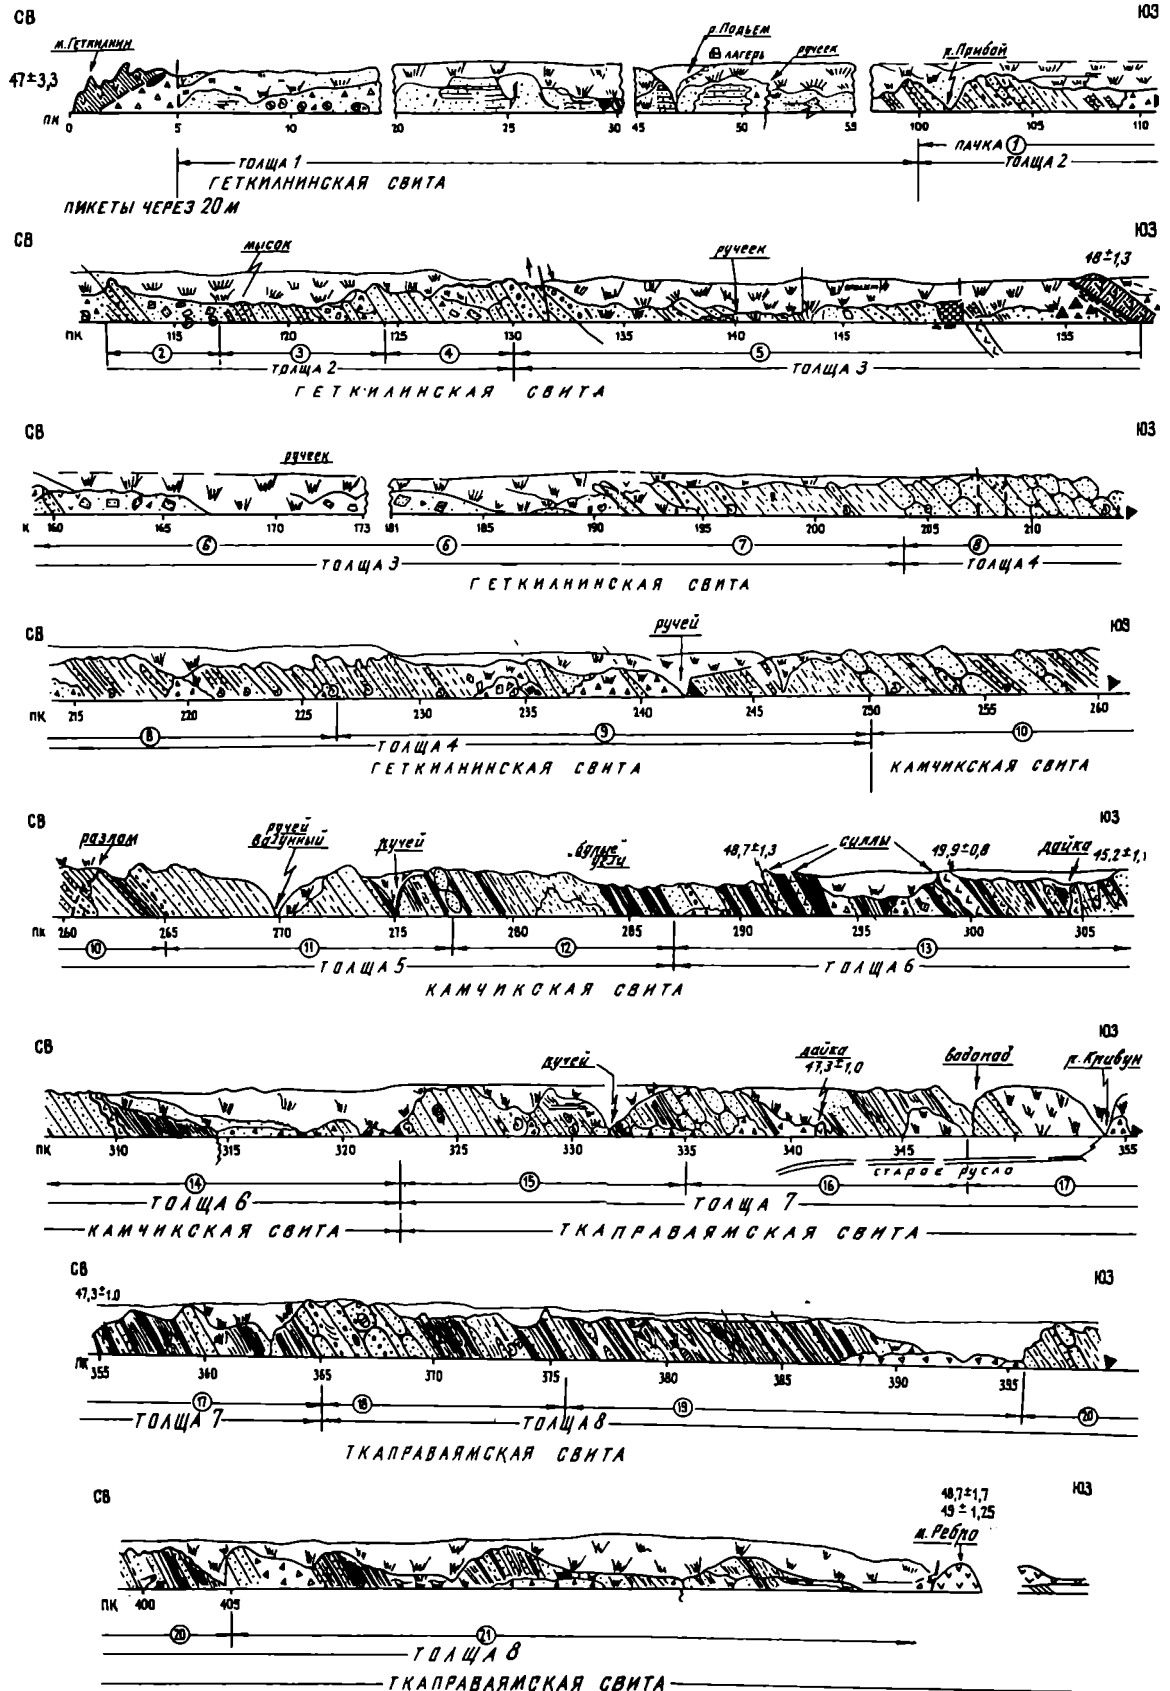 СВ ЮЗ
м. Геткилнин р. Подъем
лагерь ручеек р. Прибой
47±3,3
ПК 0 5 10 20 25 30 45 50 55 100 105 110
ПАЧКА 1
ТОЛЩА 1 ТОЛЩА 2
ГЕТКИЛНИНСКАЯ СВИТА
ПИКЕТЫ ЧЕРЕЗ 20 М
СВ ЮЗ
мысок ручеек 48±1,3
ПК 115 120 125 130 135 140 145 155
2 3 4 5
ТОЛЩА 2 ТОЛЩА 3
ГЕТКИЛИНСКАЯ СВИТА
СВ ЮЗ
ручеек
К 160 165 170 173 181 185 190 195 200 205 210
6 6 7 8
ТОЛЩА 3 ТОЛЩА 4
ГЕТКИЛНИНСКАЯ СВИТА
СВ ЮЗ
ручей
ПК 215 220 225 230 235 240 245 250 255 260
8 9 10
ТОЛЩА 4
ГЕТКИЛНИНСКАЯ СВИТА КАМЧИКСКАЯ СВИТА
СВ ЮЗ
разлом ручей Вагунный ручей 48,7±1,3 силлы 49,9±0,8 дайка 45,2±1,1
ПК 260 265 270 275 280 285 290 295 300 305
10 11 12 13
ТОЛЩА 5 ТОЛЩА 6
КАМЧИКСКАЯ СВИТА
СВ ЮЗ
ручей дайка водопад р. Кривун
47,3±1,0
ПК 310 315 320 325 330 335 340 345 355
СТАРОЕ РУСЛО
14 15 16 17
ТОЛЩА 6 ТОЛЩА 7
КАМЧИКСКАЯ СВИТА ТКАПРАВАЯМСКАЯ СВИТА
СВ ЮЗ
47,3±1.0
ПК 355 360 365 370 375 380 385 390 395
17 18 19 20
ТОЛЩА 7 ТОЛЩА 8
ТКАПРАВАЯМСКАЯ СВИТА
СВ ЮЗ
48,7±1,7
49±1,25
м. Ребро
ПК 400 405
20 21
ТОЛЩА 8
ТКАПРАВАЯМСКАЯ СВИТА